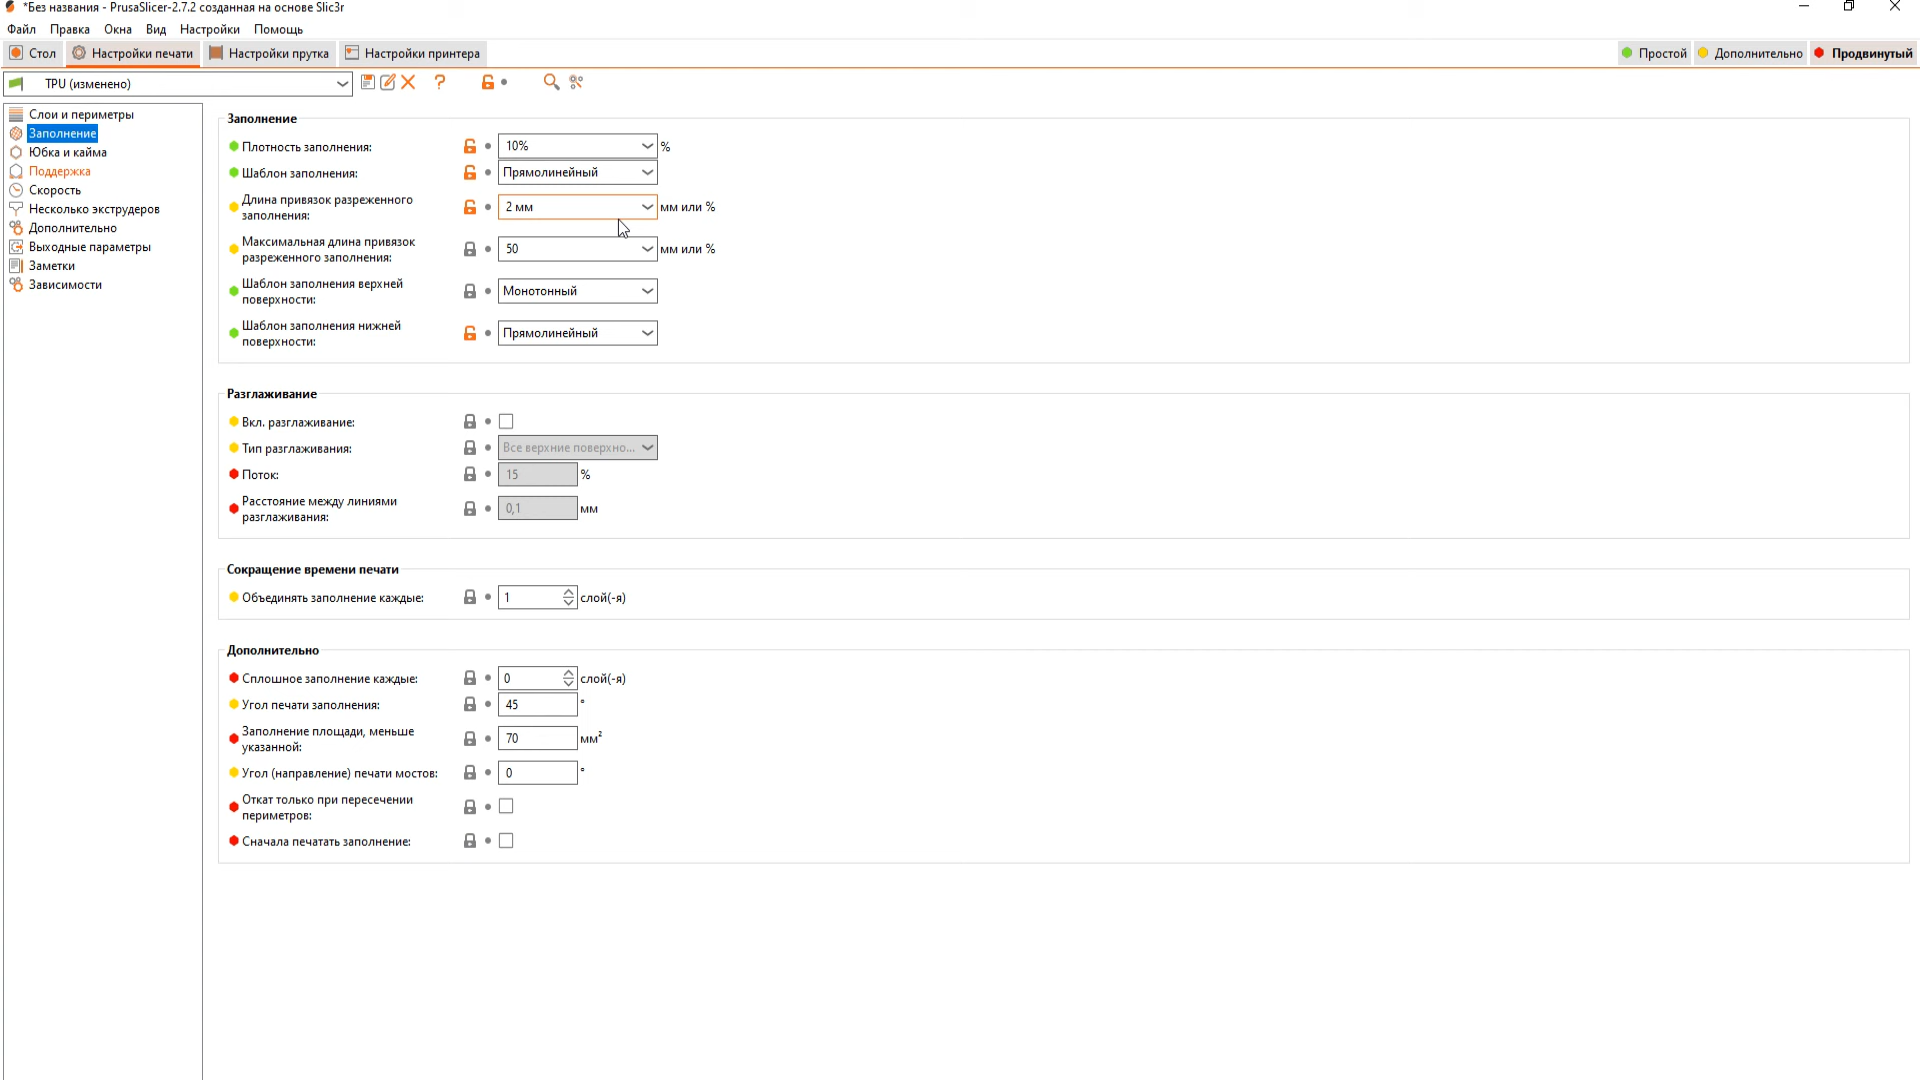 *Без названия - PrusaSlicer-2.7.2 созданная на основе Slic3r
Файл Правка Окна Вид Настройки Помощь
Стол Настройки печати Настройки прутка Настройки принтера Простой Дополнительно Продвинутый
TPU (изменено) ?
Слои и периметры
Заполнение
Юбка и кайма
Поддержка
Скорость
Несколько экструдеров
Дополнительно
Выходные параметры
Заметки
Зависимости
Заполнение
Плотность заполнения: 10% %
Шаблон заполнения: Прямолинейный
Длина привязок разреженного
заполнения: 2 мм мм или %
Максимальная длина привязок
разреженного заполнения: 50 мм или %
Шаблон заполнения верхней
поверхности: Монотонный
Шаблон заполнения нижней
поверхности: Прямолинейный
Разглаживание
Вкл. разглаживание:
Тип разглаживания: Все верхние поверхно...
Поток: 15 %
Расстояние между линиями
разглаживания: 0,1 мм
Сокращение времени печати
Объединять заполнение каждые: 1 слой(-я)
Дополнительно
Сплошное заполнение каждые: 0 слой(-я)
Угол печати заполнения: 45 °
Заполнение площади, меньше
указанной: 70 мм²
Угол (направление) печати мостов: 0 °
Откат только при пересечении
периметров:
Сначала печатать заполнение: